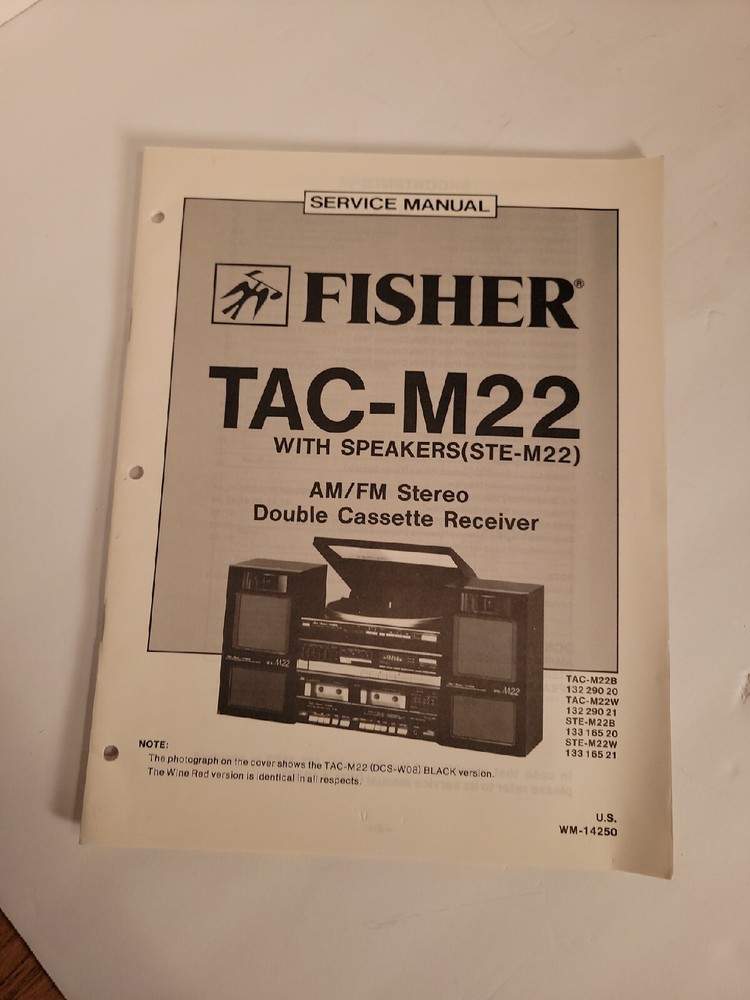 SERVICE MANUAL
FISHER®
TAC-M22
WITH SPEAKERS(STE-M22)
AM/FM Stereo
Double Cassette Receiver
M22
M22
TAC-M22B
132 290 20
TAC-M22W
132 290 21
STE-M22B
133 165 20
STE-M22W
133 165 21
NOTE:
The photograph on the cover shows the TAC-M22 (DCS-W08) BLACK version.
The Wine Red version is identical in all respects.
U.S.
WM-14250